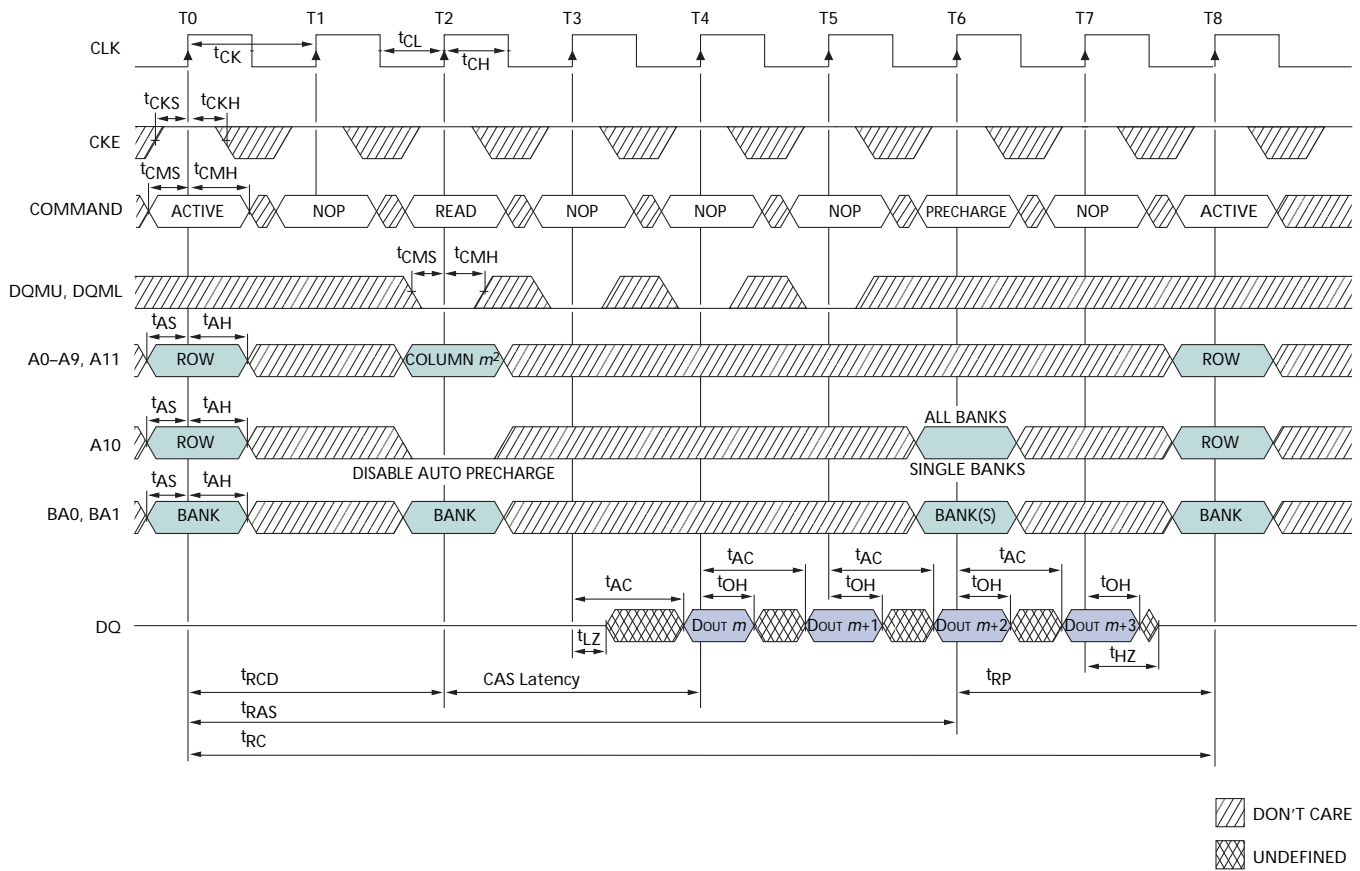 T0 T1 T2 T3 T4 T5 T6 T7 T8
CLK
tCK tCL tCH
tCKS tCKH
CKE
tCMS tCMH
COMMAND ACTIVE NOP READ NOP NOP NOP PRECHARGE NOP ACTIVE
tCMS tCMH
DQMU, DQML
tAS tAH
A0–A9, A11 ROW COLUMN m2 ROW
tAS tAH ALL BANKS
A10 ROW ROW
DISABLE AUTO PRECHARGE SINGLE BANKS
tAS tAH
BA0, BA1 BANK BANK BANK(S) BANK
tAC tAC tAC
tAC tOH tOH tOH tOH
DQ DOUT m DOUT m+1 DOUT m+2 DOUT m+3
tLZ tHZ
tRCD CAS Latency tRP
tRAS
tRC
DON'T CARE
UNDEFINED